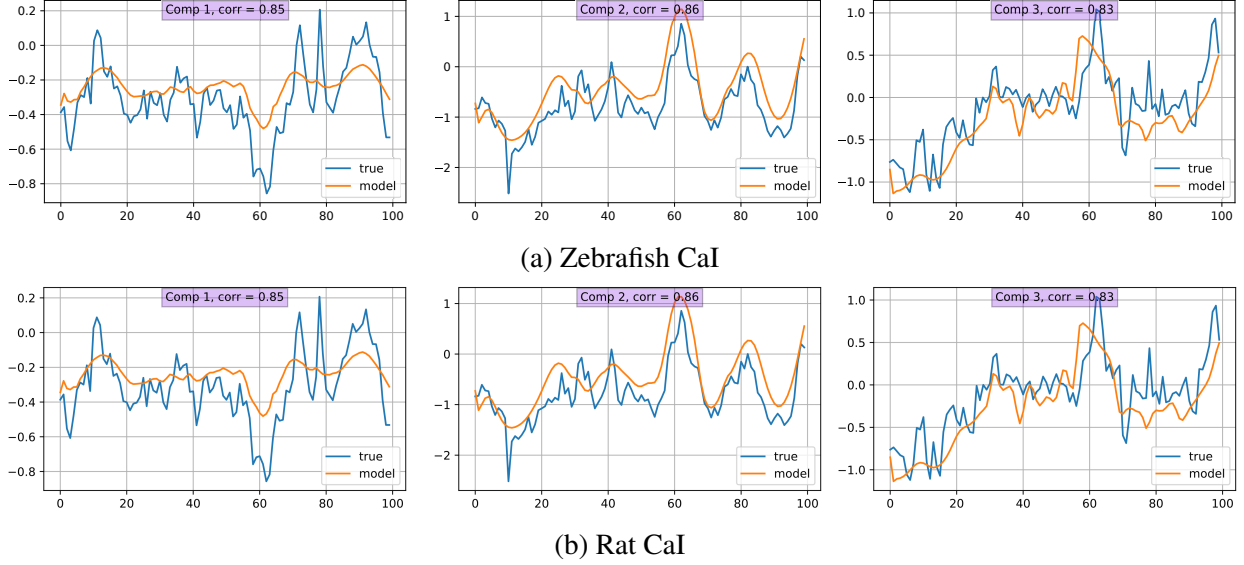 Comp 1, corr = 0.85
0.2
0.0
−0.2
−0.4
−0.6
−0.8
0 20 40 60 80 100
true
model
Comp 2, corr = 0.86
1
0
−1
−2
0 20 40 60 80 100
true
model
Comp 3, corr = 0.83
1.0
0.5
0.0
−0.5
−1.0
0 20 40 60 80 100
true
model
(a) Zebrafish CaI
Comp 1, corr = 0.85
0.2
0.0
−0.2
−0.4
−0.6
−0.8
0 20 40 60 80 100
true
model
Comp 2, corr = 0.86
1
0
−1
−2
0 20 40 60 80 100
true
model
Comp 3, corr = 0.83
1.0
0.5
0.0
−0.5
−1.0
0 20 40 60 80 100
true
model
(b) Rat CaI